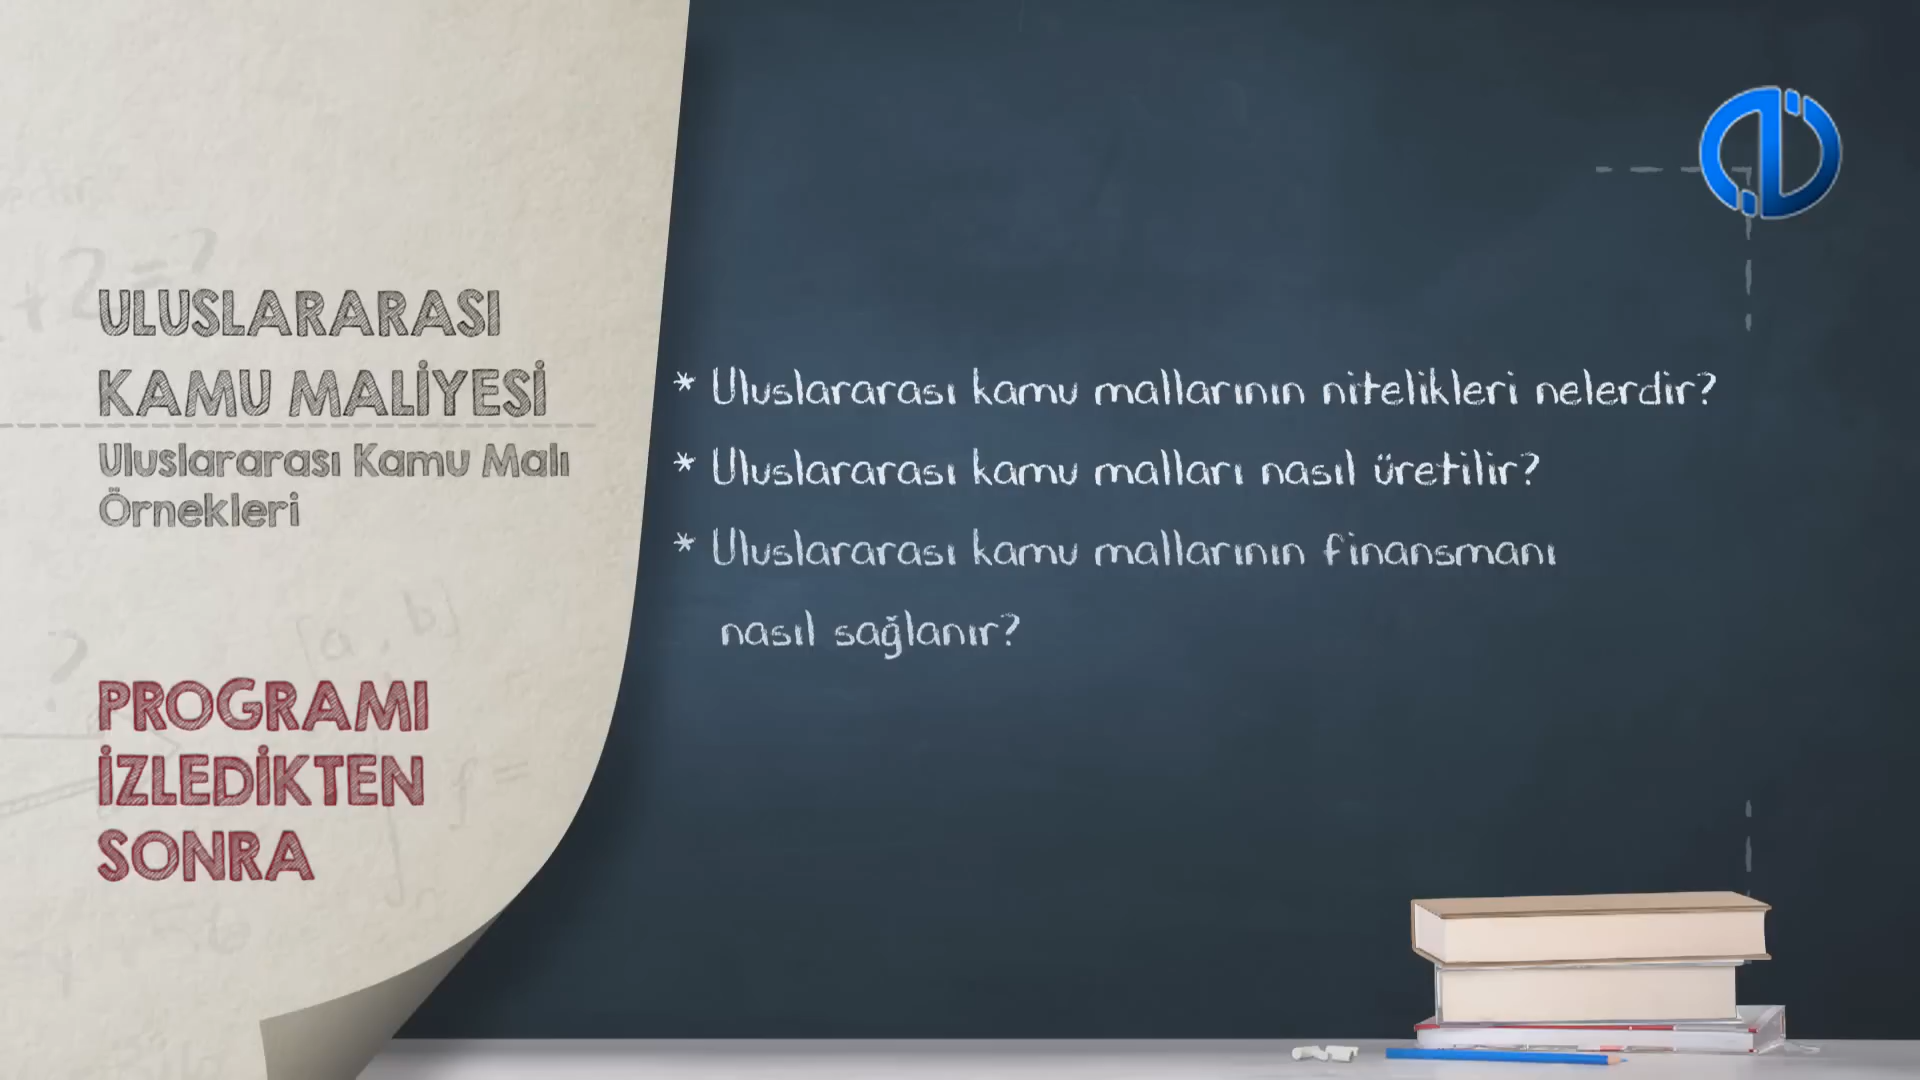 ULUSLARARASI
KAMU MALİYESİ
Uluslararası Kamu Malı
Örnekleri
PROGRAMI
İZLEDİKTEN
SONRA
* Uluslararası kamu mallarının nitelikleri nelerdir?
* Uluslararası kamu malları nasıl üretilir?
* Uluslararası kamu mallarının finansmanı
nasıl sağlanır?